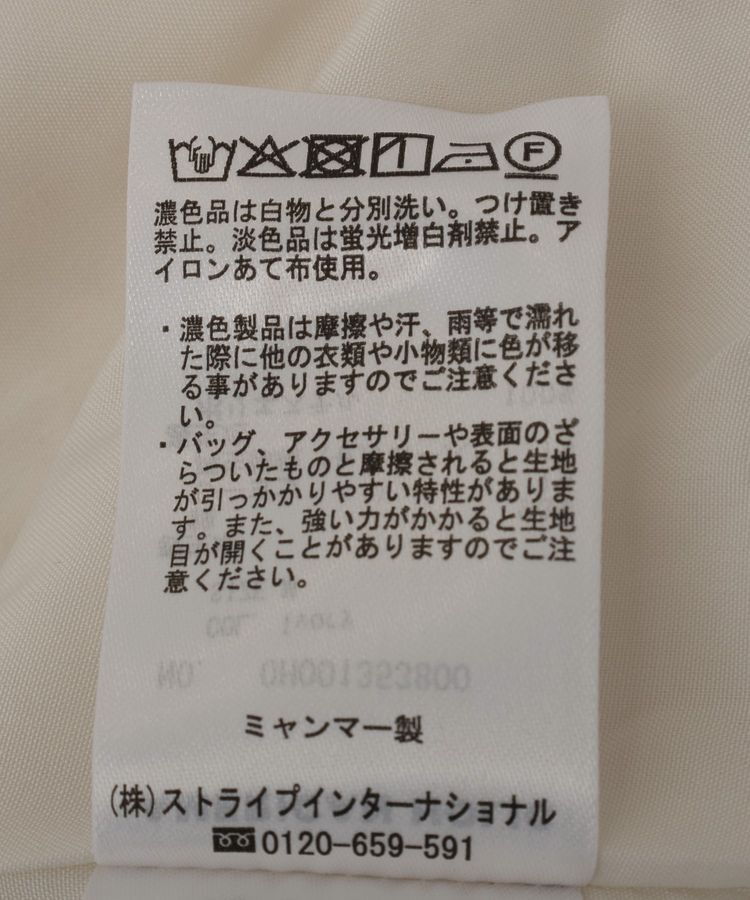 F
濃色品は白物と分別洗い。つけ置き
禁止。淡色品は蛍光増白剤禁止。ア
イロンあて布使用。
・濃色製品は摩擦や汗、雨等で濡れ
た際に他の衣類や小物類に色が移
る事がありますのでご注意くださ
い。
・バッグ、アクセサリーや表面のざ
らついたものと摩擦されると生地
が引っかかりやすい特性がありま
す。また、強い力がかかると生地
目が開くことがありますのでご注
意ください。
NO. 0H001393800
ミャンマー製
(株)ストライプインターナショナル
0120-659-591